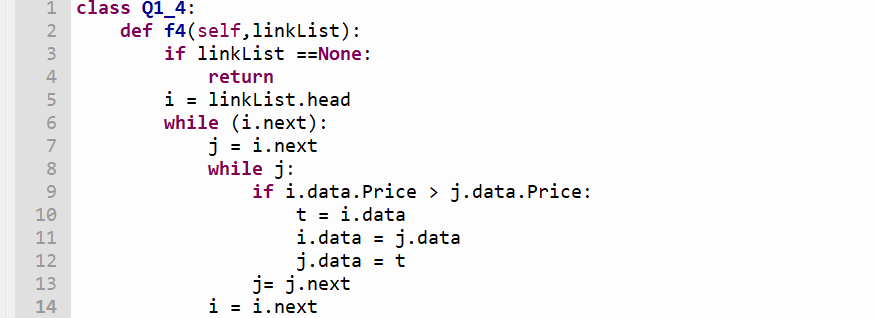 1 class Q1_4:
2     def f4(self,linkList):
3         if linkList ==None:
4             return
5         i = linkList.head
6         while (i.next):
7             j = i.next
8             while j:
9                 if i.data.Price > j.data.Price:
10                     t = i.data
11                     i.data = j.data
12                     j.data = t
13                 j= j.next
14             i = i.next